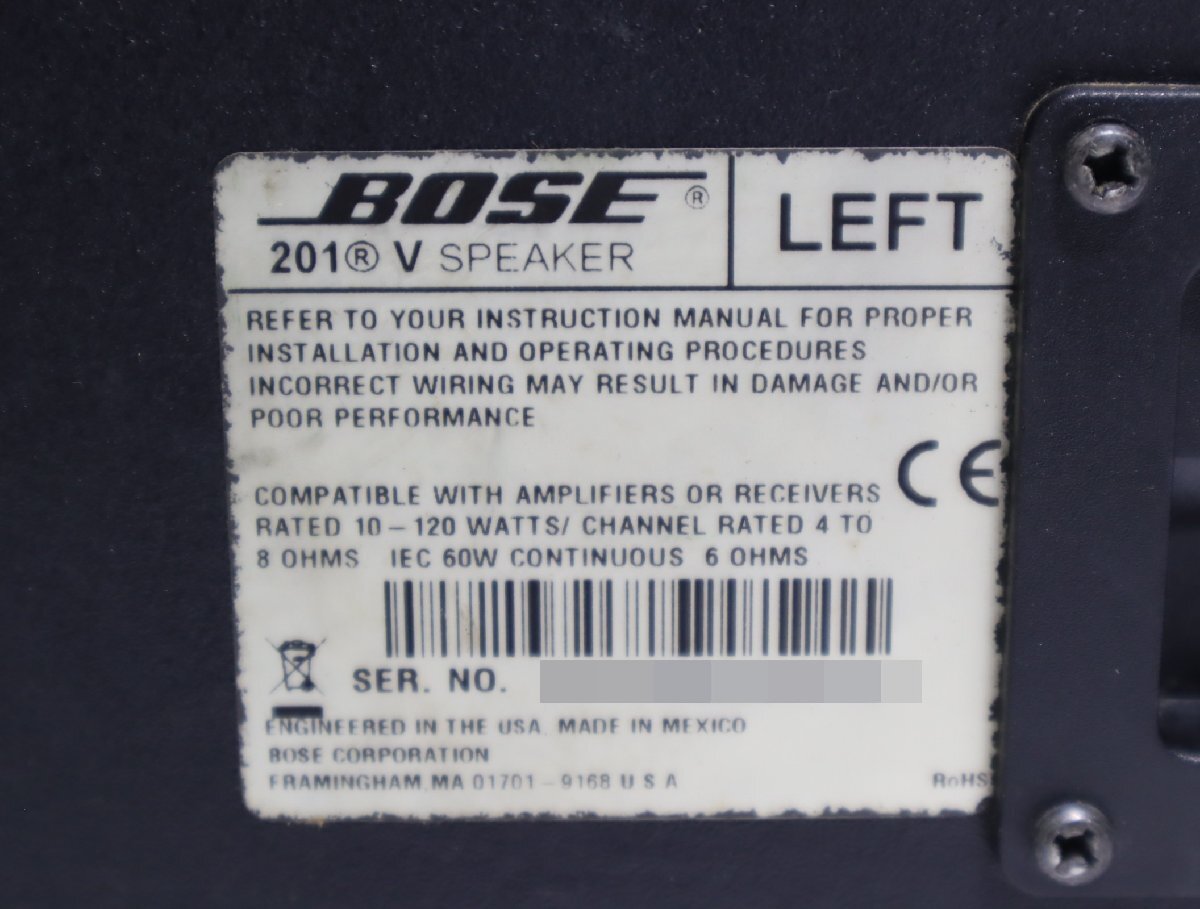 BOSE®
201® V SPEAKER
LEFT
REFER TO YOUR INSTRUCTION MANUAL FOR PROPER
INSTALLATION AND OPERATING PROCEDURES
INCORRECT WIRING MAY RESULT IN DAMAGE AND/OR
POOR PERFORMANCE
CE
COMPATIBLE WITH AMPLIFIERS OR RECEIVERS
RATED 10 – 120 WATTS/ CHANNEL RATED 4 TO
8 OHMS IEC 60W CONTINUOUS 6 OHMS
SER. NO.
ENGINEERED IN THE USA. MADE IN MEXICO
BOSE CORPORATION
FRAMINGHAM, MA 01701 – 9168 U S A
RoHS